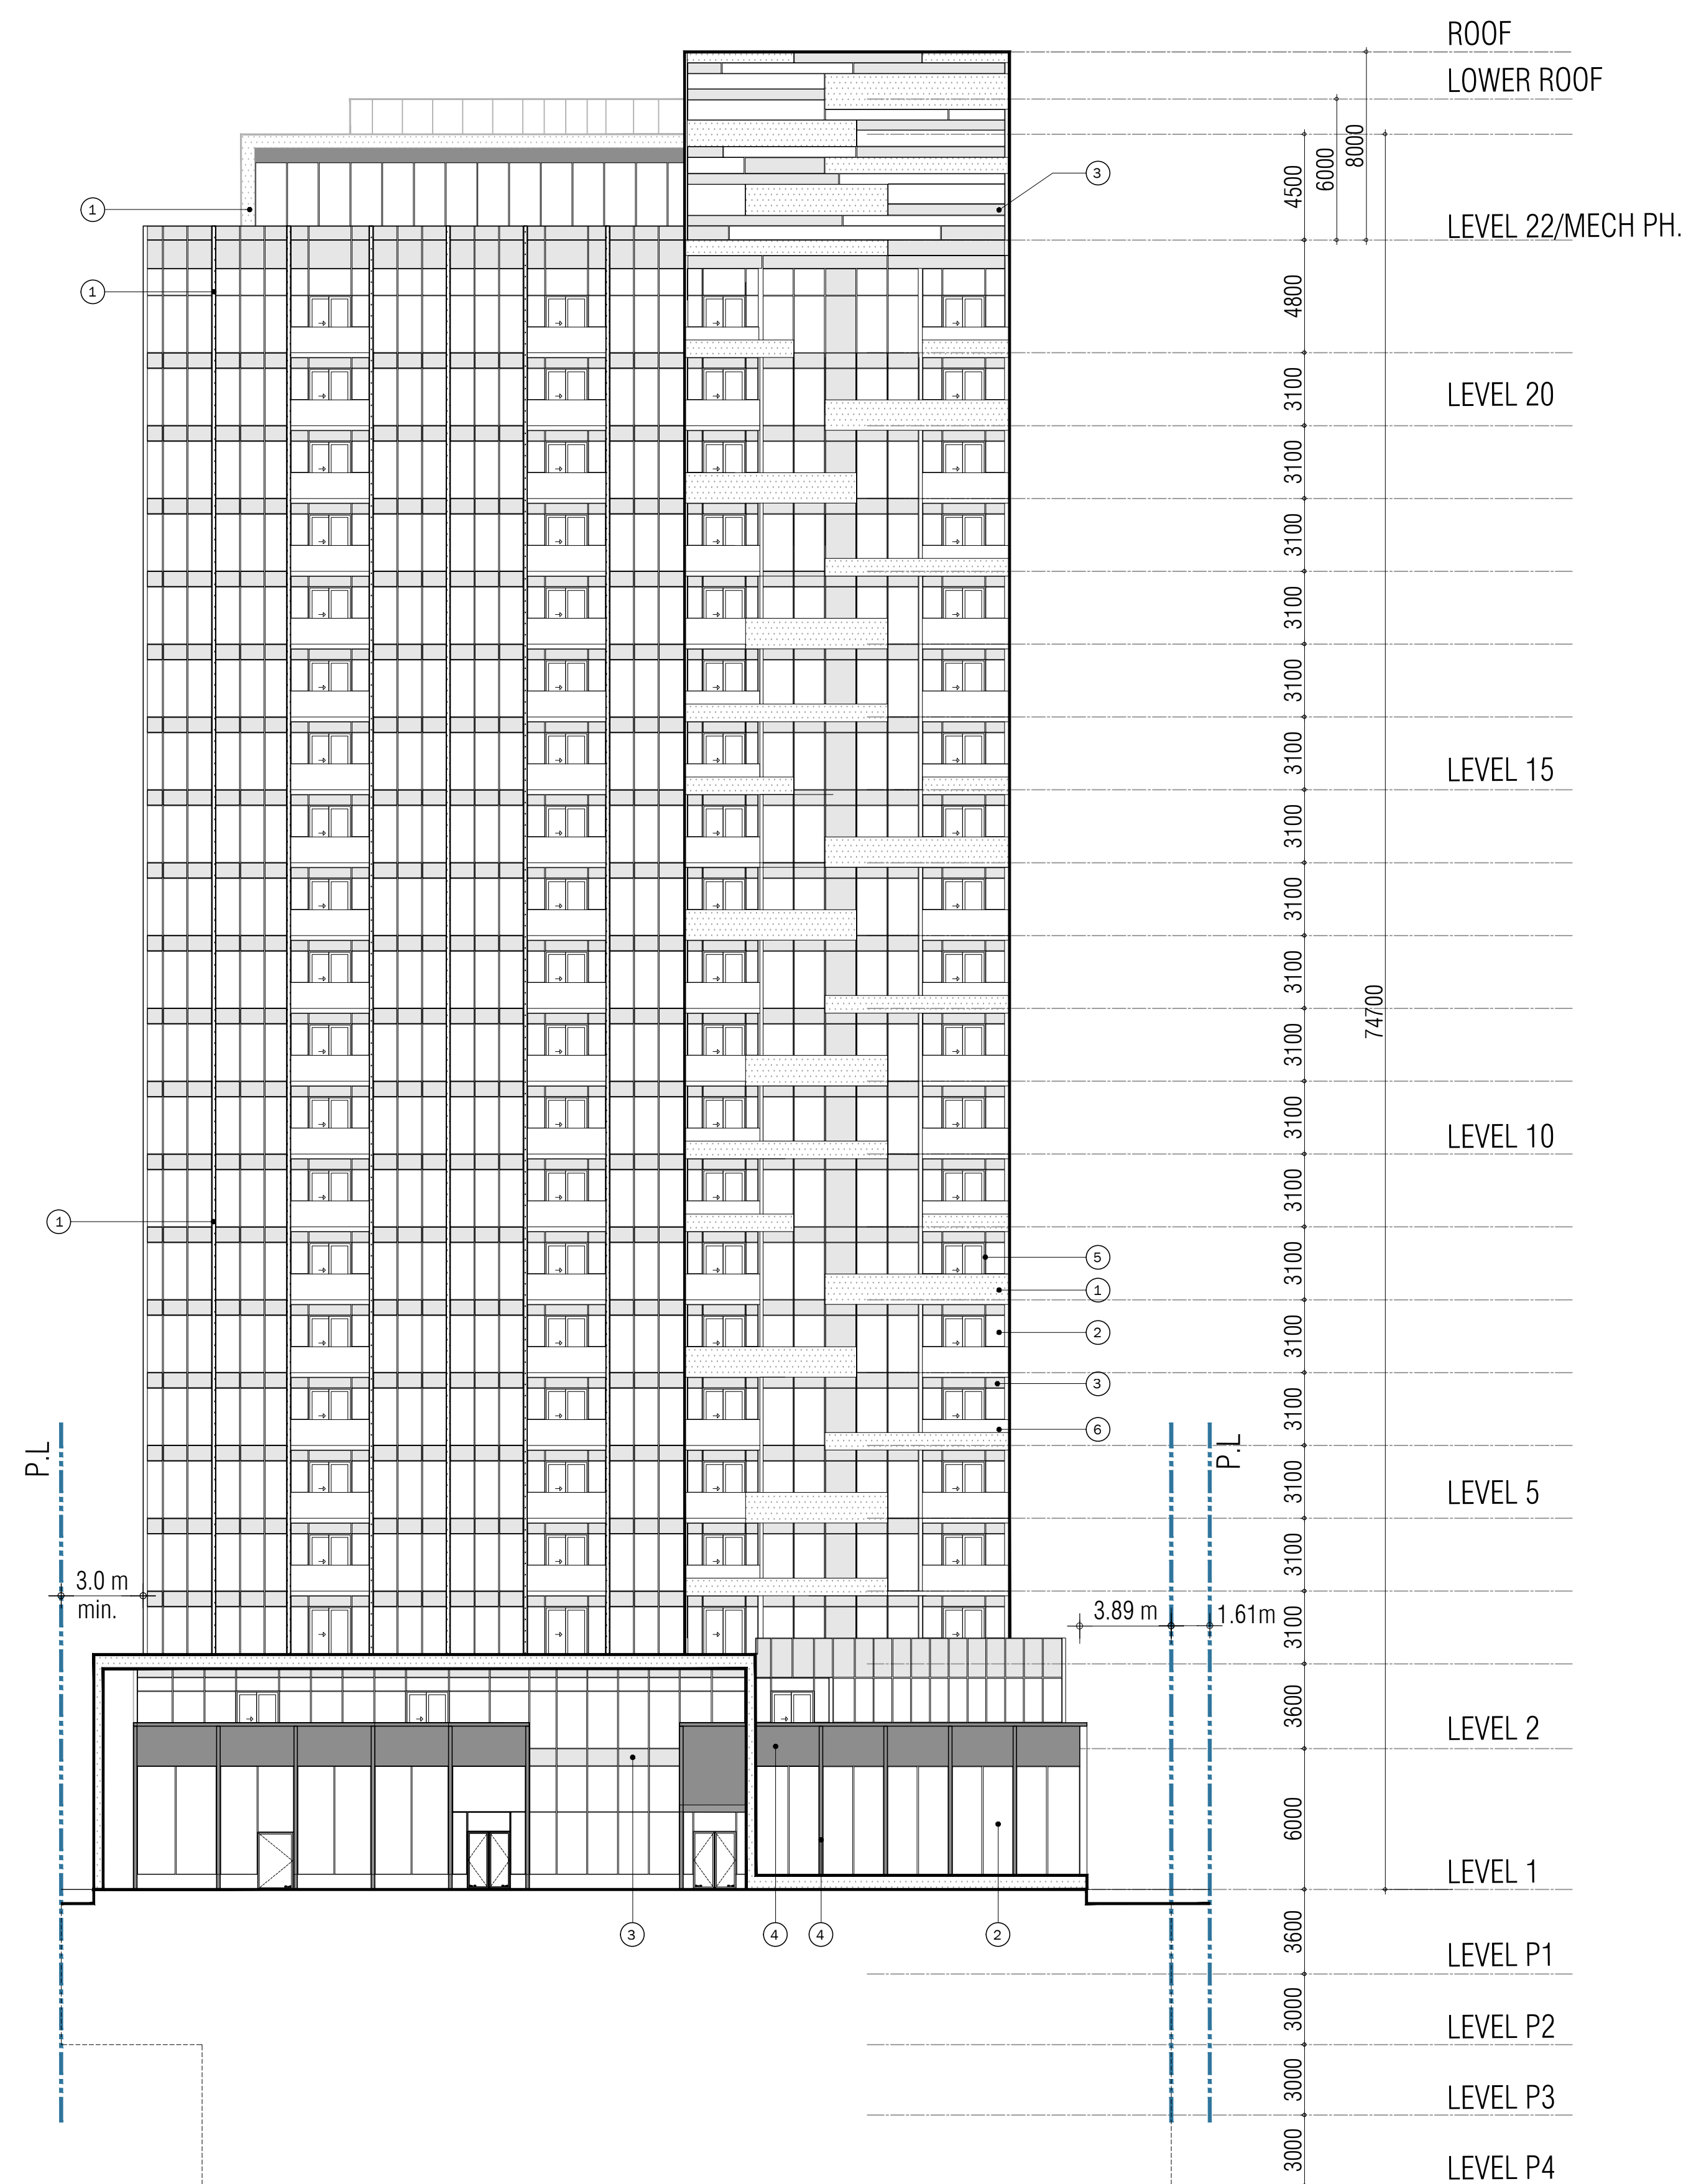 ROOF
LOWER ROOF
8000
6000
3
4500
1
LEVEL 22/MECH PH.
1
4800
3100
LEVEL 20
3100
3100
3100
3100
3100
LEVEL 15
3100
3100
3100
74700
3100
3100
LEVEL 10
3100
1
5
3100
1
2
3100
3
3100
6
P.L
P.L
3100
LEVEL 5
3100
3.0 m
min.
3.89 m
1.61m
3100
3600
LEVEL 2
6000
LEVEL 1
3600
3
4
4
2
LEVEL P1
3000
LEVEL P2
3000
LEVEL P3
3000
LEVEL P4